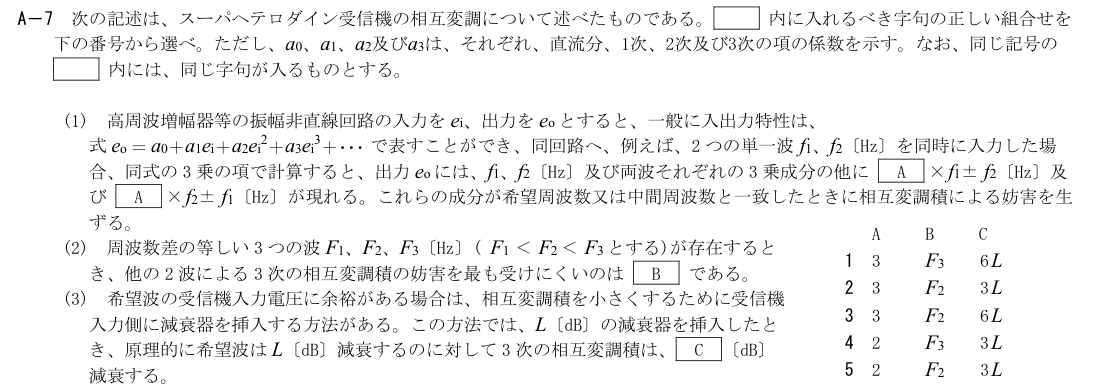 A－7 次の記述は、スーパヘテロダイン受信機の相互変調について述べたものである。□ 内に入れるべき字句の正しい組合せを
下の番号から選べ。ただし、a₀、a₁、a₂及びa₃は、それぞれ、直流分、1次、2次及び3次の項の係数を示す。なお、同じ記号の
□ 内には、同じ字句が入るものとする。
(1) 高周波増幅器等の振幅非直線回路の入力を eᵢ、出力を eₒ とすると、一般に入出力特性は、
式 eₒ = a₀+a₁eᵢ+a₂eᵢ²+a₃eᵢ³+・・・ で表すことができ、同回路へ、例えば、2 つの単一波 f₁、f₂〔Hz〕を同時に入力した場
合、同式の 3 乗の項で計算すると、出力 eₒ には、f₁、f₂〔Hz〕及び両波それぞれの 3 乗成分の他に A ×f₁± f₂〔Hz〕及
び A ×f₂± f₁〔Hz〕が現れる。これらの成分が希望周波数又は中間周波数と一致したときに相互変調積による妨害を生
ずる。
(2) 周波数差の等しい 3 つの波 F₁、F₂、F₃〔Hz〕( F₁ < F₂ < F₃ とする)が存在すると
き、他の 2 波による 3 次の相互変調積の妨害を最も受けにくいのは B である。
(3) 希望波の受信機入力電圧に余裕がある場合は、相互変調積を小さくするために受信機
入力側に減衰器を挿入する方法がある。この方法では、L〔dB〕の減衰器を挿入したと
き、原理的に希望波は L〔dB〕減衰するのに対して 3 次の相互変調積は、 C 〔dB〕
減衰する。
A B C
1 3 F₃ 6L
2 3 F₂ 3L
3 3 F₂ 6L
4 2 F₃ 3L
5 2 F₂ 3L